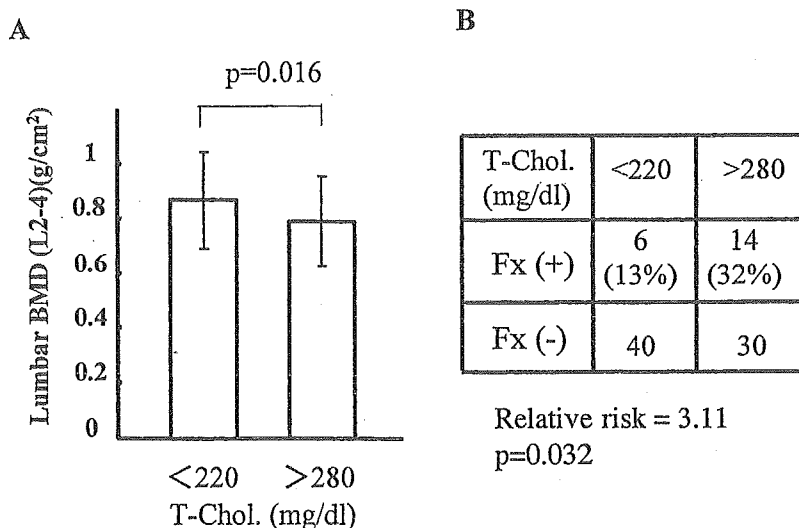 A
p=0.016
Lumbar BMD (L2-4)(g/cm²)
1
0.8
0.6
0.4
0.2
0
<220 >280
T-Chol. (mg/dl)
B
T-Chol. (mg/dl) <220 >280
Fx (+) 6 (13%) 14 (32%)
Fx (-) 40 30
Relative risk = 3.11
p=0.032